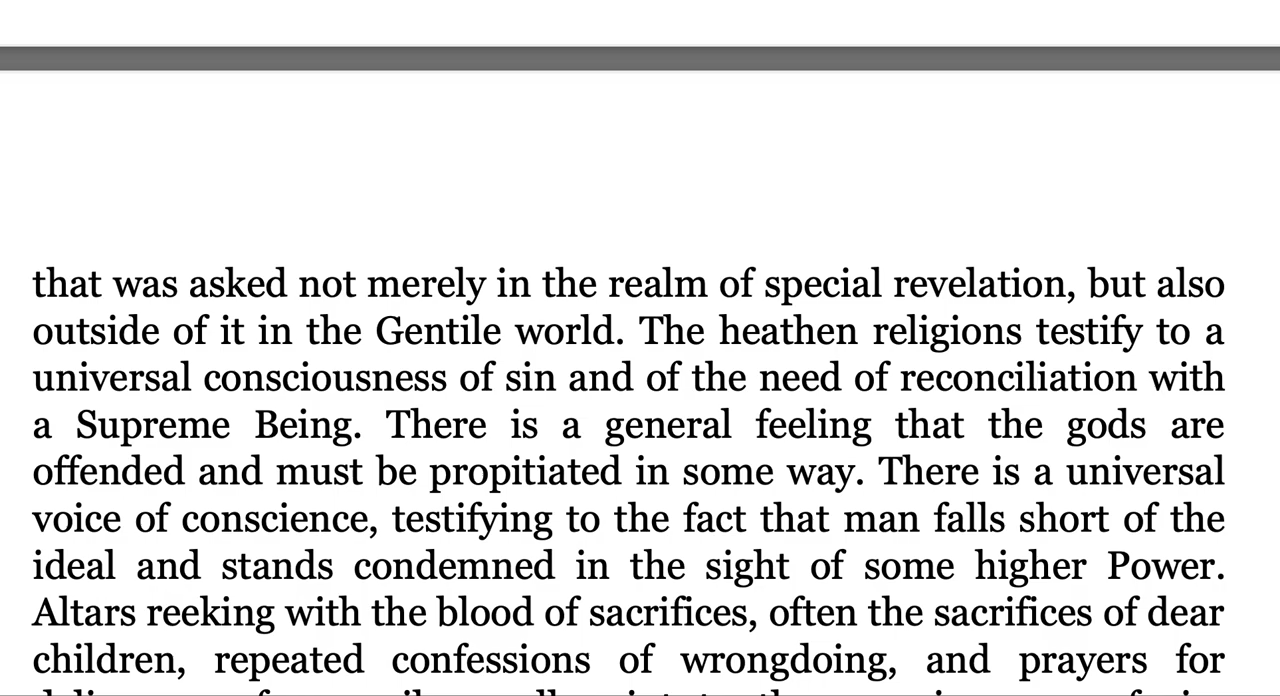 that was asked not merely in the realm of special revelation, but also
outside of it in the Gentile world. The heathen religions testify to a
universal consciousness of sin and of the need of reconciliation with
a Supreme Being. There is a general feeling that the gods are
offended and must be propitiated in some way. There is a universal
voice of conscience, testifying to the fact that man falls short of the
ideal and stands condemned in the sight of some higher Power.
Altars reeking with the blood of sacrifices, often the sacrifices of dear
children, repeated confessions of wrongdoing, and prayers for